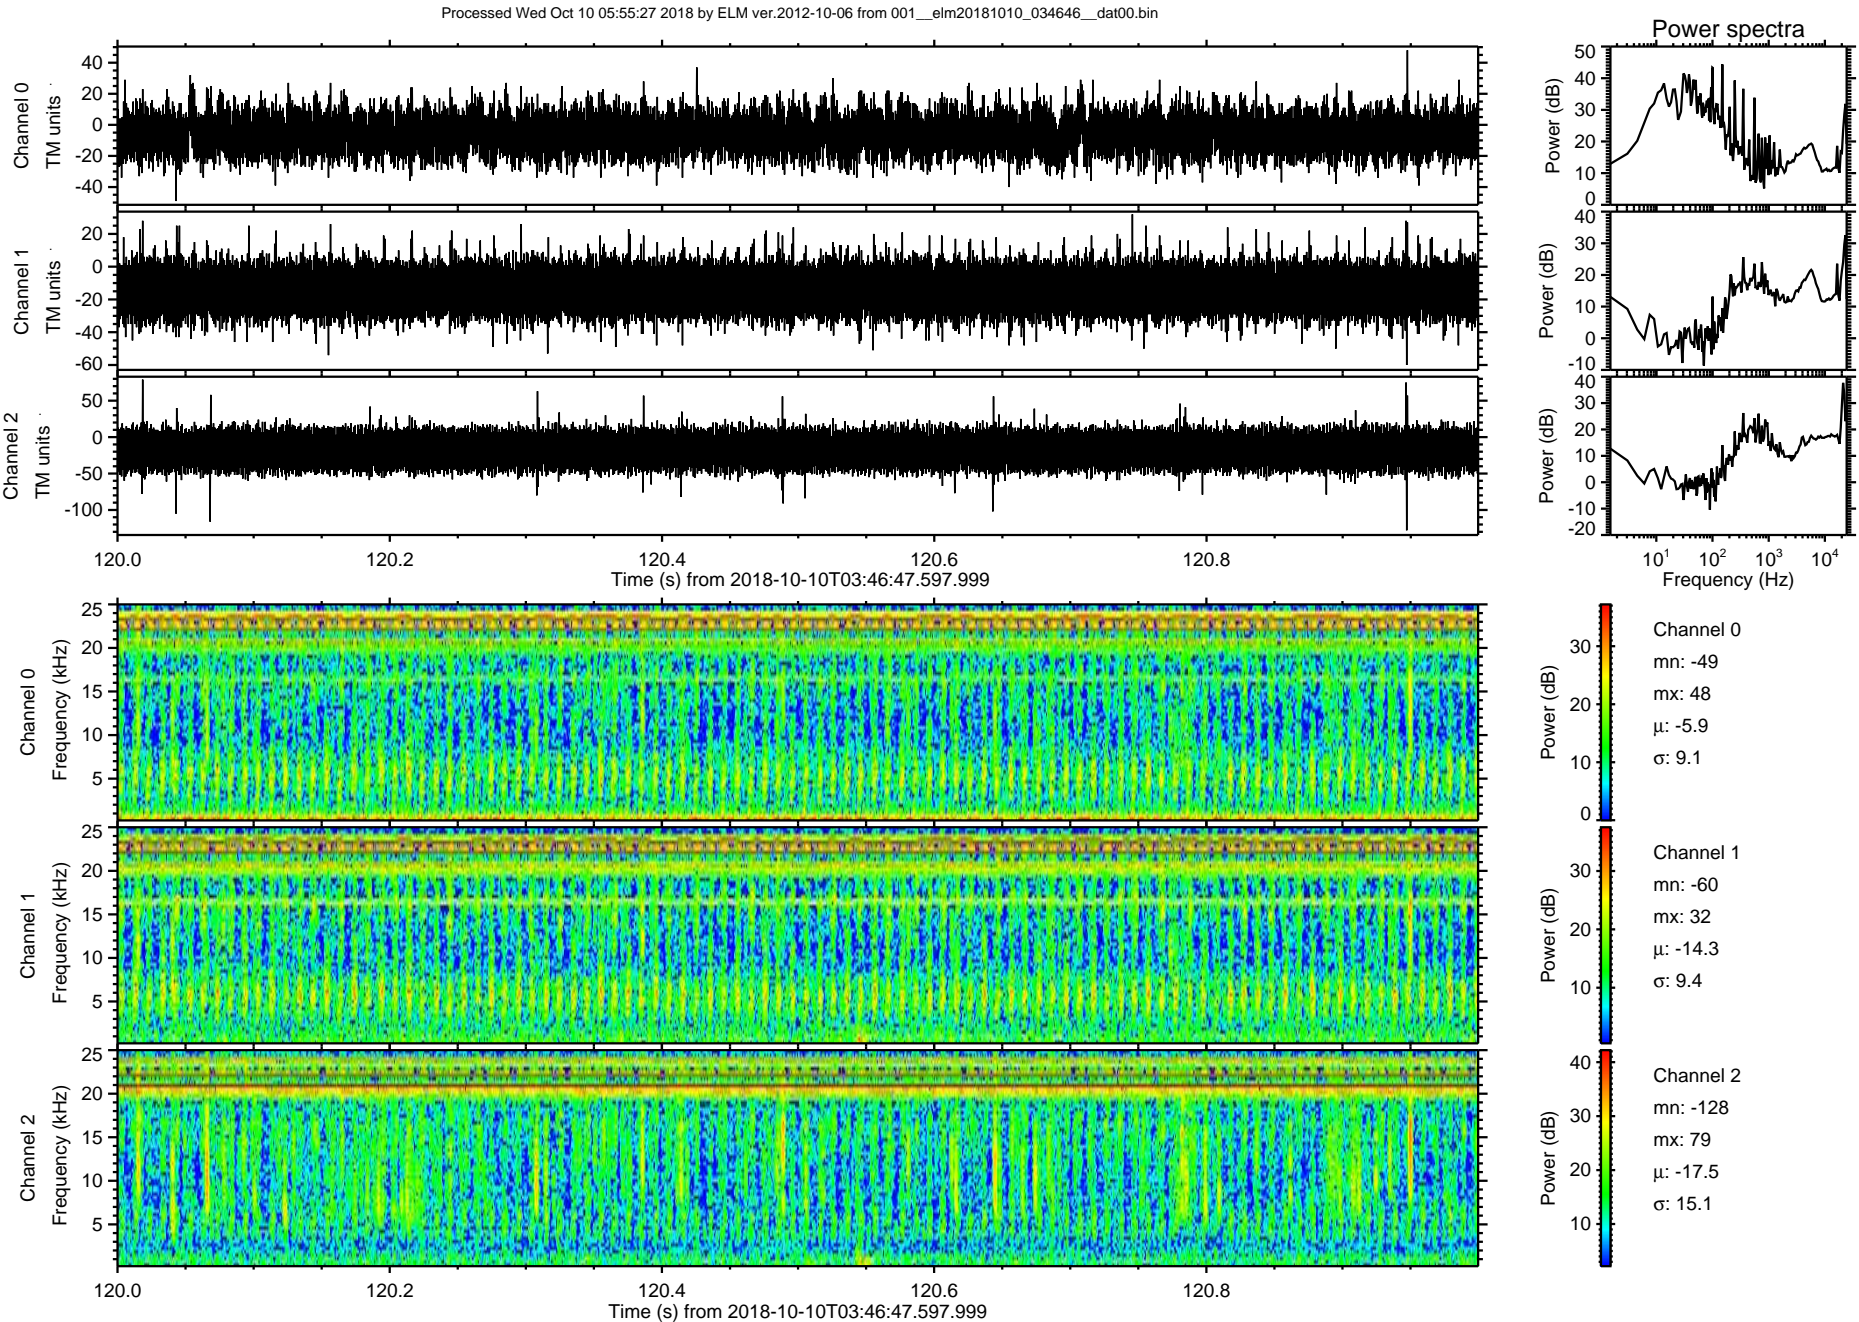 Processed Wed Oct 10 05:55:27 2018 by ELM ver.2012-10-06 from 001__elm20181010_034646__dat00.bin
Power spectra
Channel 0
TM units
40
20
0
-20
-40
Power (dB)
50
40
30
20
10
0
Channel 1
TM units
20
0
-20
-40
-60
Power (dB)
40
30
20
10
0
-10
Channel 2
TM units
50
0
-50
-100
Power (dB)
40
30
20
10
0
-10
-20
120.0 120.2 120.4 120.6 120.8
Time (s) from 2018-10-10T03:46:47.597.999
10¹ 10² 10³ 10⁴
Frequency (Hz)
Channel 0
Frequency (kHz)
25
20
15
10
5
Power (dB)
30
20
10
0
Channel 0
mn: -49
mx: 48
μ: -5.9
σ: 9.1
Channel 1
Frequency (kHz)
25
20
15
10
5
Power (dB)
30
20
10
Channel 1
mn: -60
mx: 32
μ: -14.3
σ: 9.4
Channel 2
Frequency (kHz)
25
20
15
10
5
Power (dB)
40
30
20
10
Channel 2
mn: -128
mx: 79
μ: -17.5
σ: 15.1
120.0 120.2 120.4 120.6 120.8
Time (s) from 2018-10-10T03:46:47.597.999